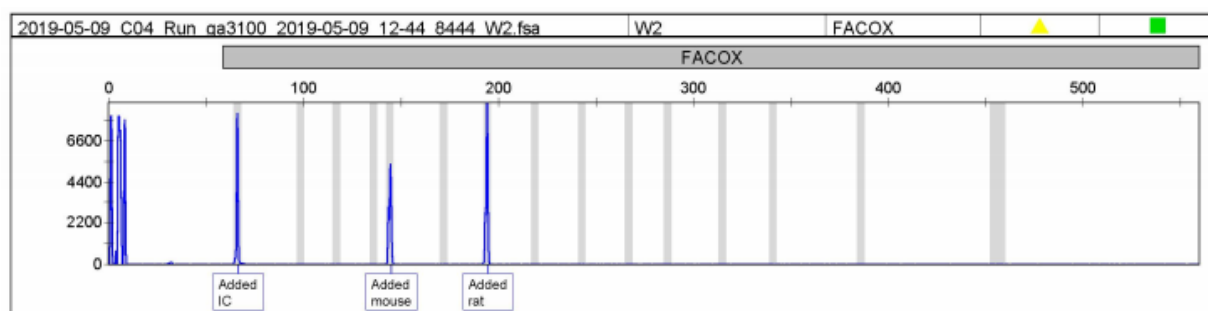 2019-05-09_C04_Run_ga3100_2019-05-09_12-44_8444_W2.fsa W2 FACOX
FACOX
0 100 200 300 400 500
6600
4400
2200
0
Added IC
Added mouse
Added rat